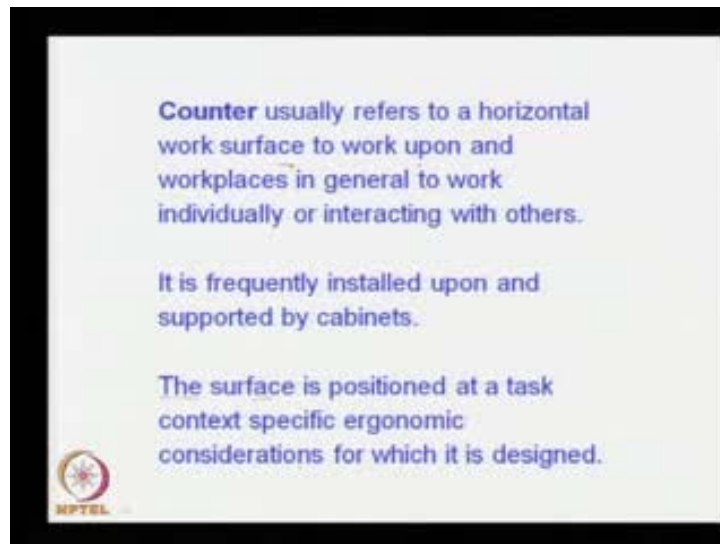 Counter usually refers to a horizontal
work surface to work upon and
workplaces in general to work
individually or interacting with others.
It is frequently installed upon and
supported by cabinets.
The surface is positioned at a task
context specific ergonomic
considerations for which it is designed.
NPTEL